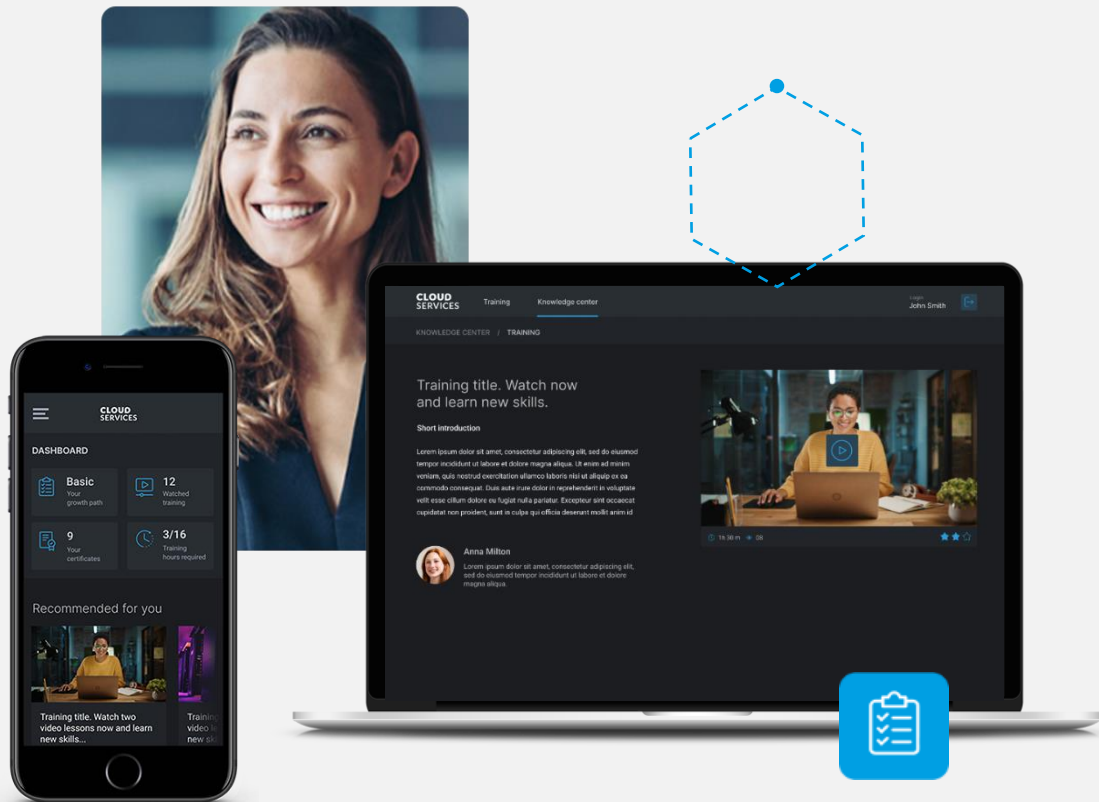 CLOUD
SERVICES
Training
Knowledge center
Login
John Smith
KNOWLEDGE CENTER / TRAINING
Training title. Watch now
and learn new skills.
Short introduction
Lorem ipsum dolor sit amet, consectetur adipiscing elit, sed do eiusmod
tempor incididunt ut labore et dolore magna aliqua. Ut enim ad minim
veniam, quis nostrud exercitation ullamco laboris nisi ut aliquip ex ea
commodo consequat. Duis aute irure dolor in reprehenderit in voluptate
velit esse cillum dolore eu fugiat nulla pariatur. Excepteur sint occaecat
cupidatat non proident, sunt in culpa qui officia deserunt mollit anim id
1h 38 m
Anna Milton
Lorem ipsum dolor sit amet, consectetur adipiscing elit,
sed do eiusmod tempor incididunt ut labore et dolore
magna aliqua.
CLOUD
SERVICES
DASHBOARD
Basic
Your
growth path
12
Watched
training
9
Your
certificates
3/16
Training
hours required
Recommended for you
Training title. Watch two
video lessons now and learn
new skills...
Training
video
new